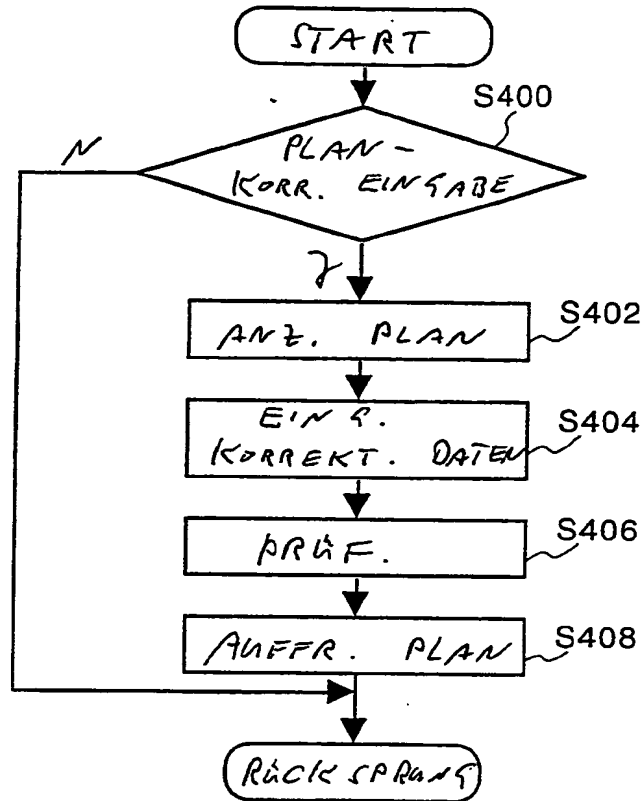 START
S400
N
PLAN-
KORR. EINGABE
Y
ANZ. PLAN
S402
EING.
KORREKT. DATEN
S404
PRÜF.
S406
AUFFR. PLAN
S408
RÜCKSPRUNG